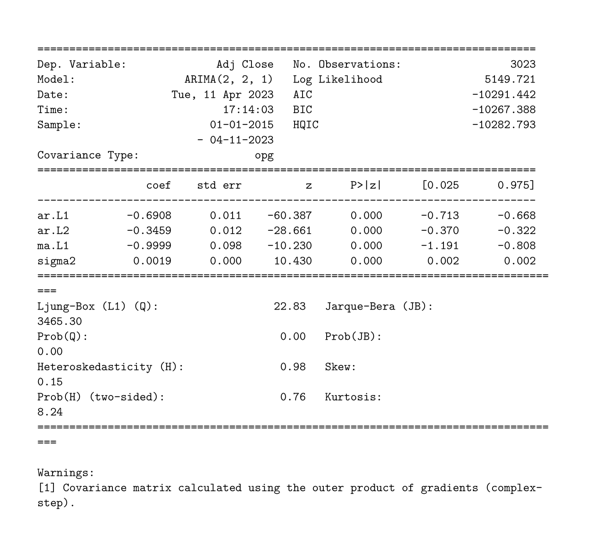 ==============================================================================
Dep. Variable:              Adj Close   No. Observations:                 3023
Model:                 ARIMA(2, 2, 1)   Log Likelihood                5149.721
Date:                Tue, 11 Apr 2023   AIC                         -10291.442
Time:                        17:14:03   BIC                         -10267.388
Sample:                    01-01-2015   HQIC                        -10282.793
                         - 04-11-2023
Covariance Type:                  opg
==============================================================================
                 coef    std err          z      P>|z|      [0.025      0.975]
------------------------------------------------------------------------------
ar.L1         -0.6908      0.011    -60.387      0.000      -0.713      -0.668
ar.L2         -0.3459      0.012    -28.661      0.000      -0.370      -0.322
ma.L1         -0.9999      0.098    -10.230      0.000      -1.191      -0.808
sigma2         0.0019      0.000     10.430      0.000       0.002       0.002
================================================================================
===
Ljung-Box (L1) (Q):                  22.83   Jarque-Bera (JB):
3465.30
Prob(Q):                              0.00   Prob(JB):
0.00
Heteroskedasticity (H):               0.98   Skew:
0.15
Prob(H) (two-sided):                  0.76   Kurtosis:
8.24
================================================================================
===
Warnings:
[1] Covariance matrix calculated using the outer product of gradients (complex-
step).